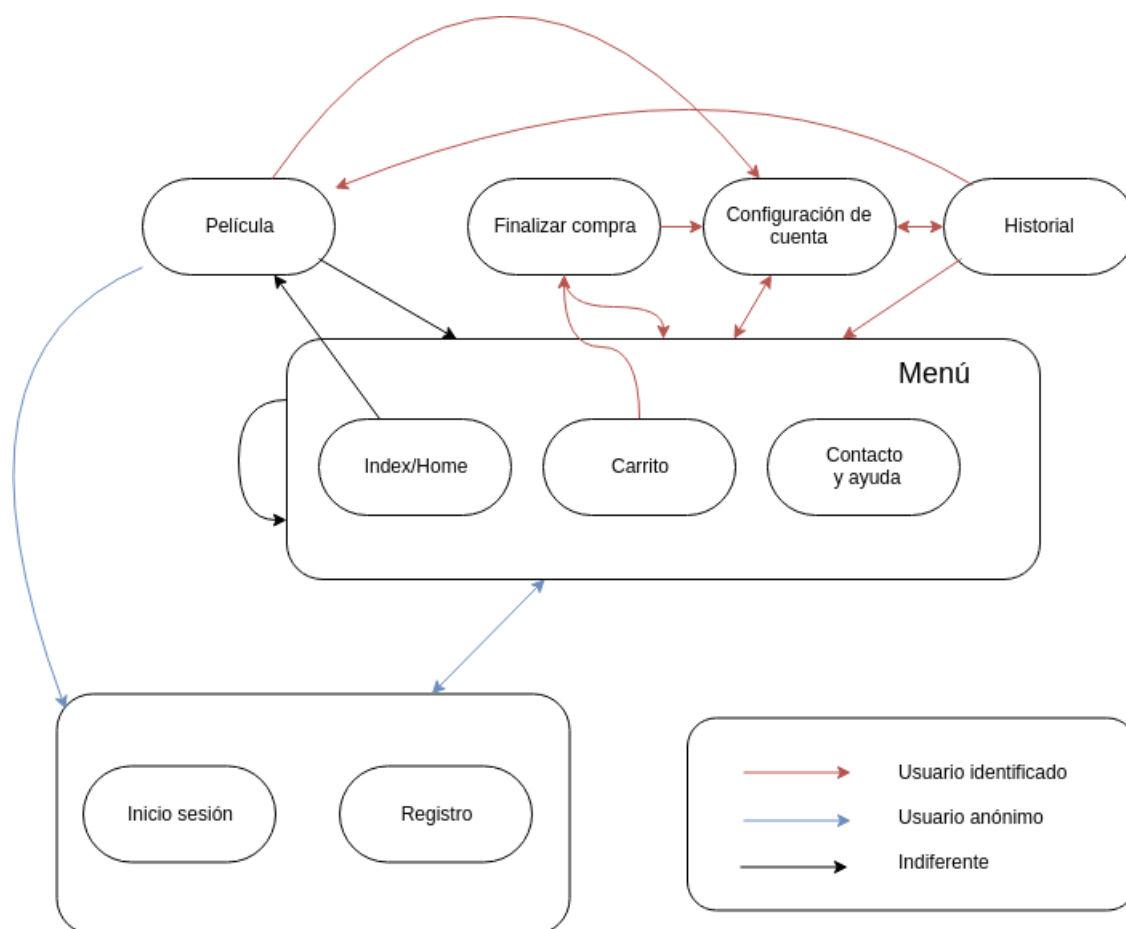 Película
Finalizar compra
Configuración de
cuenta
Historial
Menú
Index/Home
Carrito
Contacto
y ayuda
Inicio sesión
Registro
Usuario identificado
Usuario anónimo
Indiferente